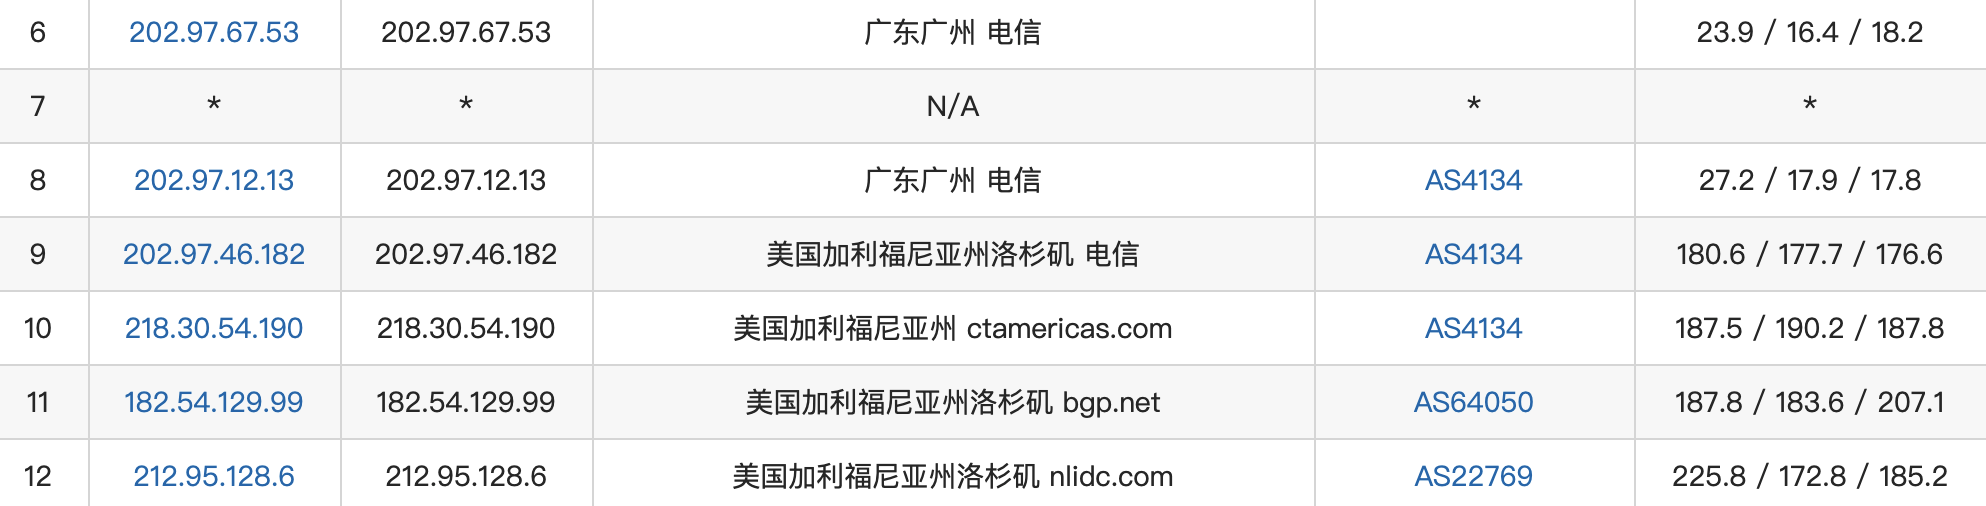 6 202.97.67.53 202.97.67.53 广东广州 电信 23.9 / 16.4 / 18.2
7 * * N/A * *
8 202.97.12.13 202.97.12.13 广东广州 电信 AS4134 27.2 / 17.9 / 17.8
9 202.97.46.182 202.97.46.182 美国加利福尼亚州洛杉矶 电信 AS4134 180.6 / 177.7 / 176.6
10 218.30.54.190 218.30.54.190 美国加利福尼亚州 ctamericas.com AS4134 187.5 / 190.2 / 187.8
11 182.54.129.99 182.54.129.99 美国加利福尼亚州洛杉矶 bgp.net AS64050 187.8 / 183.6 / 207.1
12 212.95.128.6 212.95.128.6 美国加利福尼亚州洛杉矶 nlidc.com AS22769 225.8 / 172.8 / 185.2